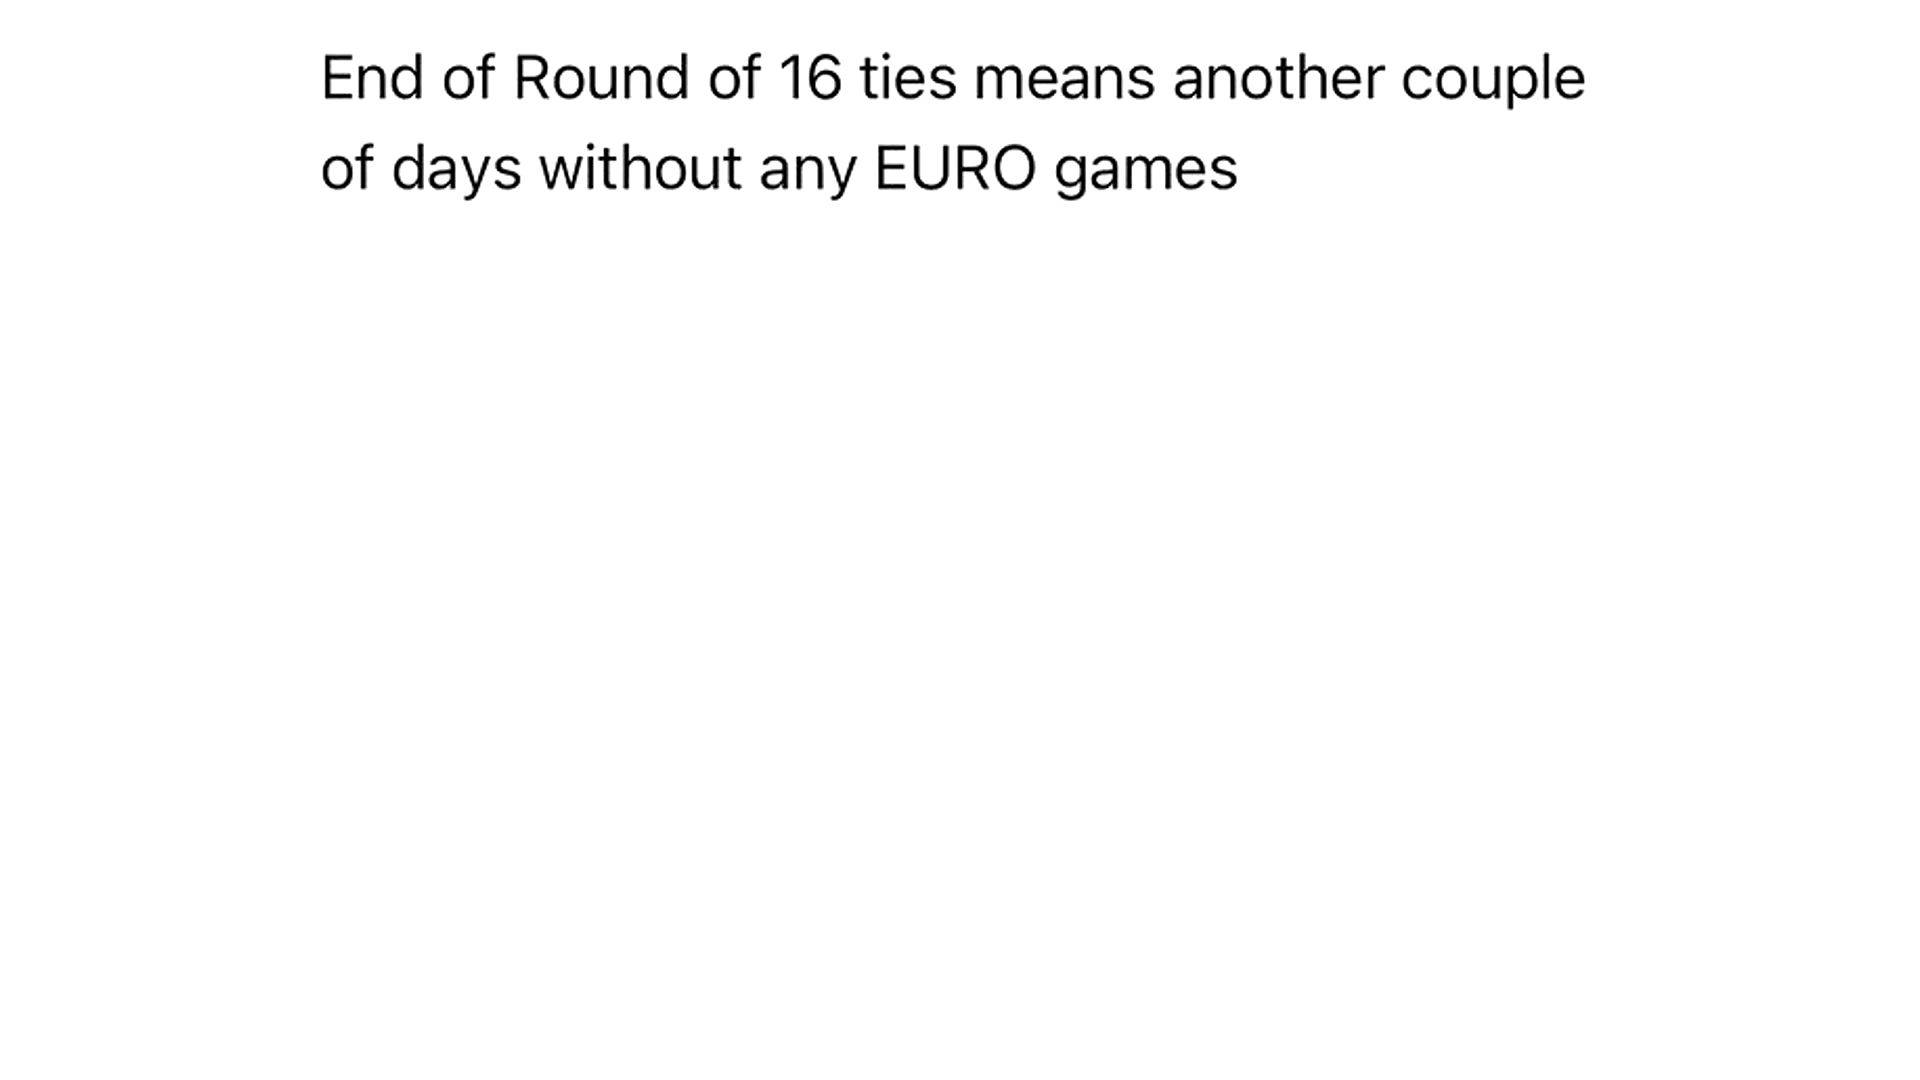 End of Round of 16 ties means another couple
of days without any EURO games